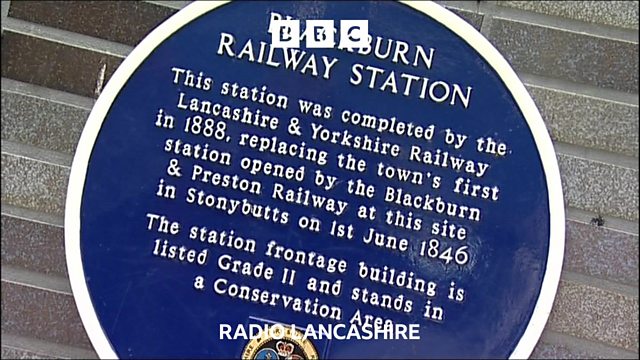 BBC
BLACKBURN
RAILWAY STATION
This station was completed by the
Lancashire & Yorkshire Railway
in 1888, replacing the town's first
station opened by the Blackburn
& Preston Railway at this site
in Stonybutts on 1st June 1846
The station frontage building is
listed Grade II and stands in
a Conservation Area
RADIO LANCASHIRE